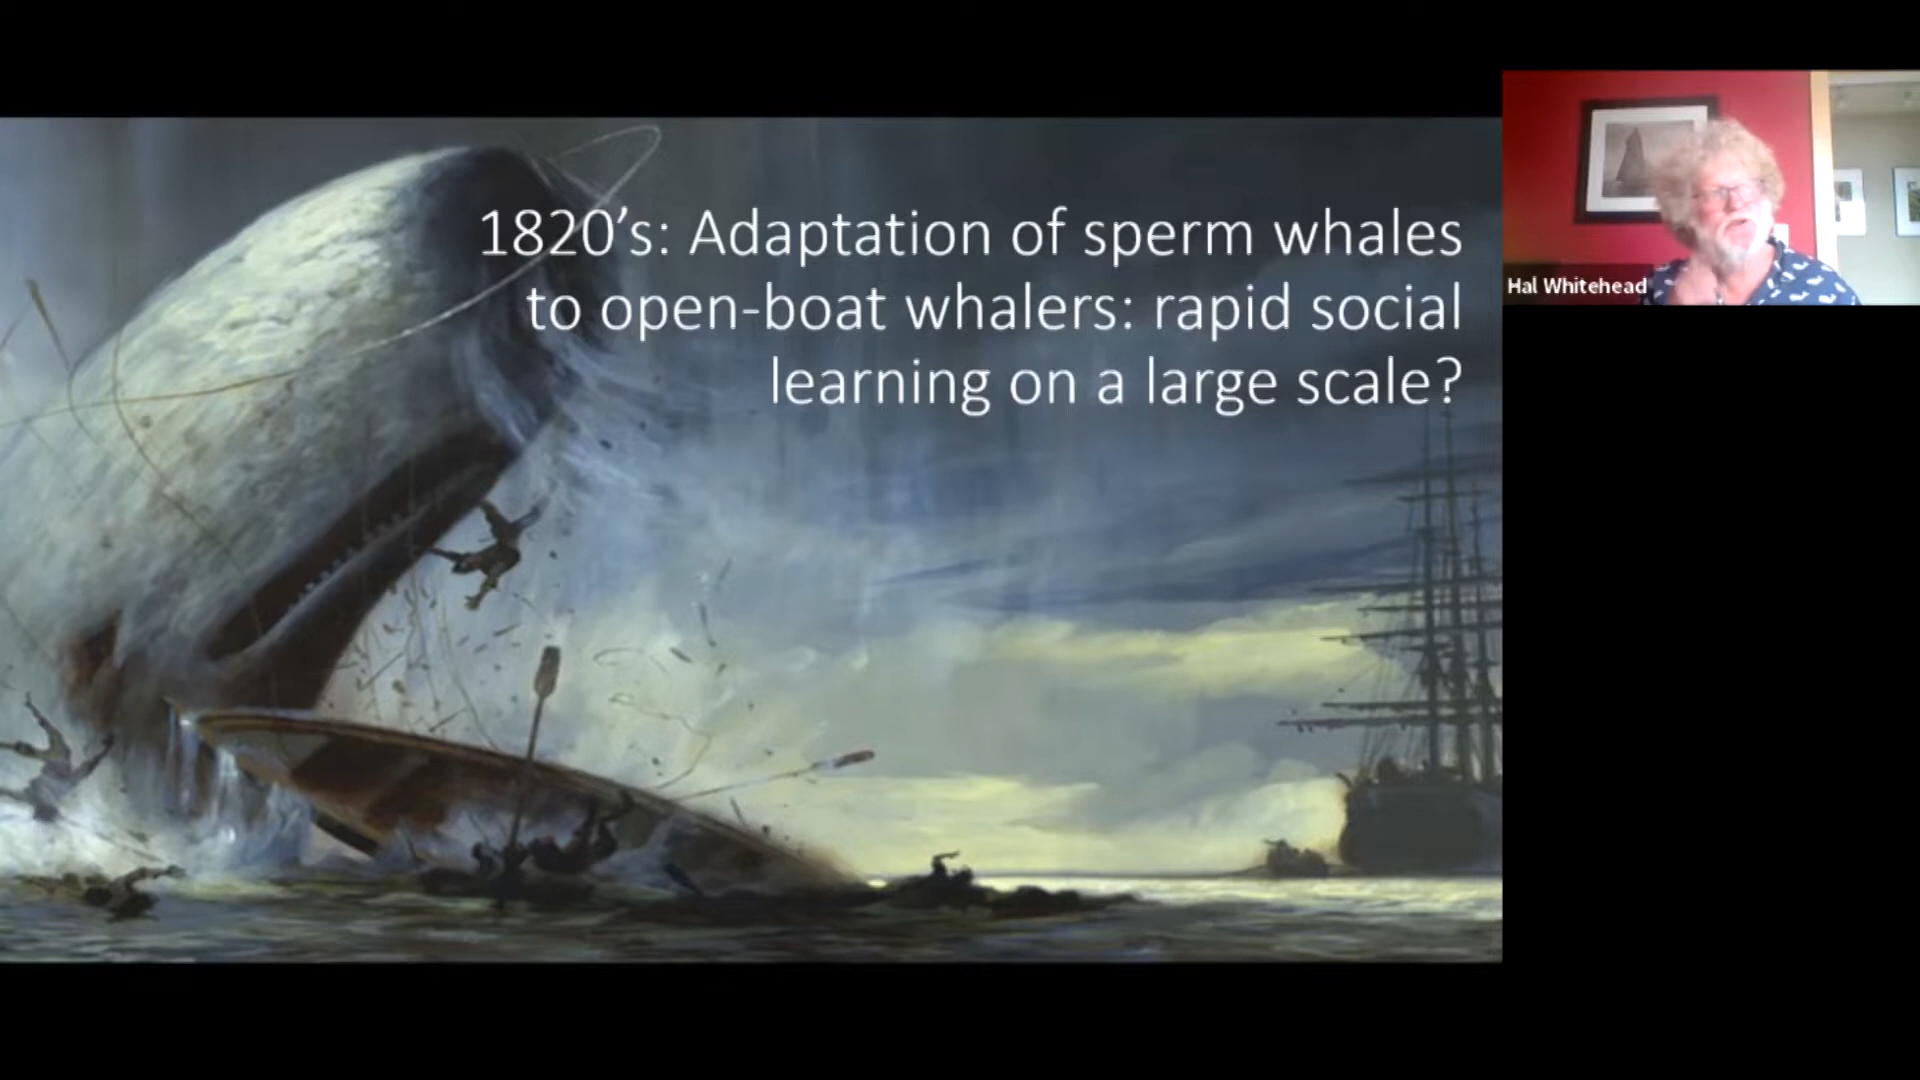 1820’s: Adaptation of sperm whales
to open-boat whalers: rapid social
learning on a large scale?
Hal Whitehead